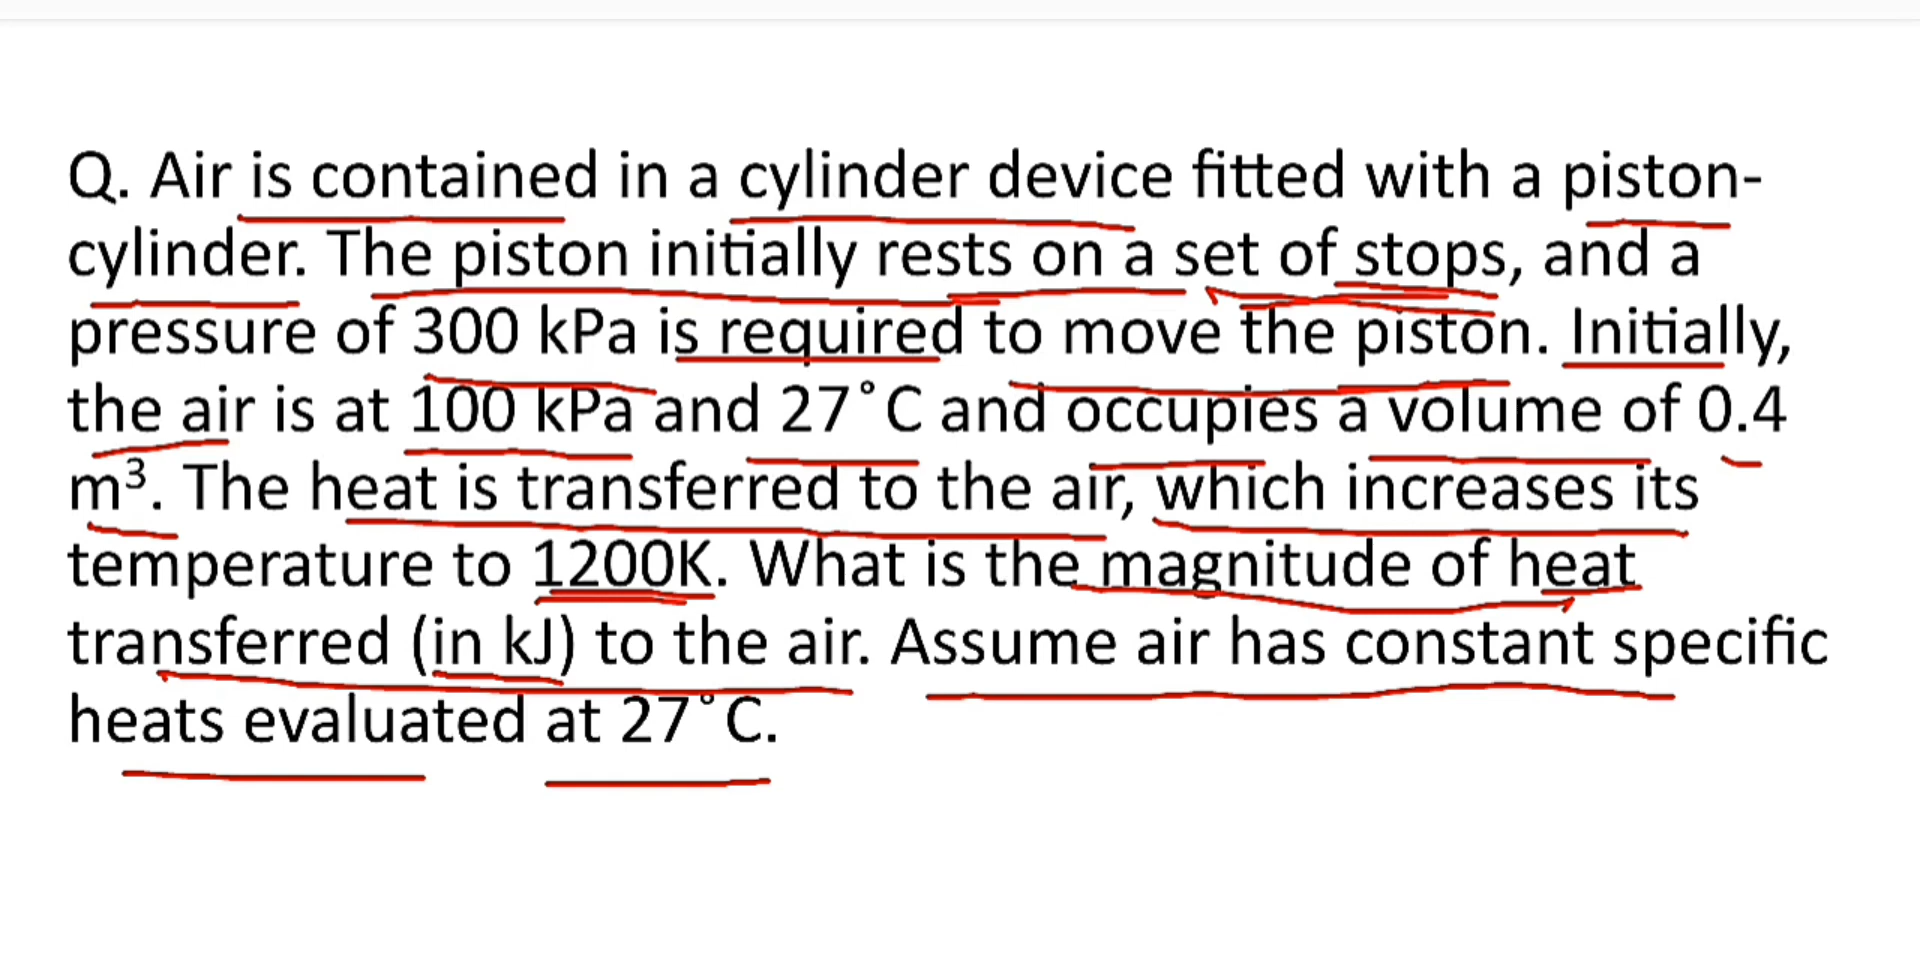 Q. Air is contained in a cylinder device fitted with a piston-
cylinder. The piston initially rests on a set of stops, and a
pressure of 300 kPa is required to move the piston. Initially,
the air is at 100 kPa and 27˚C and occupies a volume of 0.4
m³. The heat is transferred to the air, which increases its
temperature to 1200K. What is the magnitude of heat
transferred (in kJ) to the air. Assume air has constant specific
heats evaluated at 27˚C.